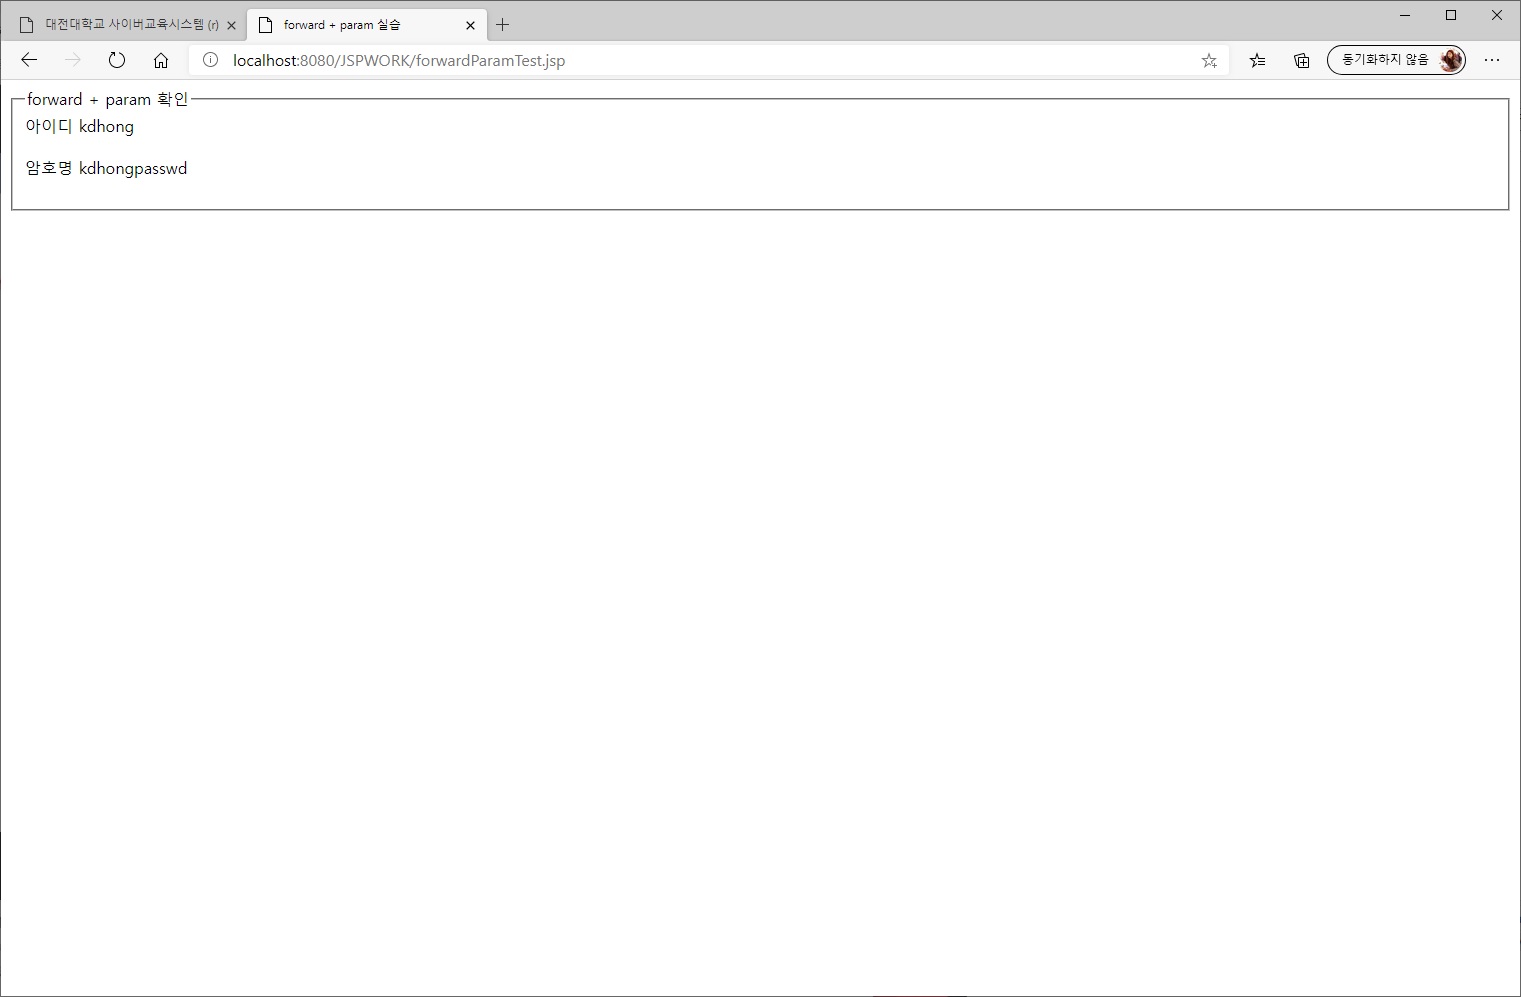 대전대학교 사이버교육시스템 (r)
forward + param 실습
localhost:8080/JSPWORK/forwardParamTest.jsp
동기화하지 않음
forward + param 확인
아이디 kdhong
암호명 kdhongpasswd